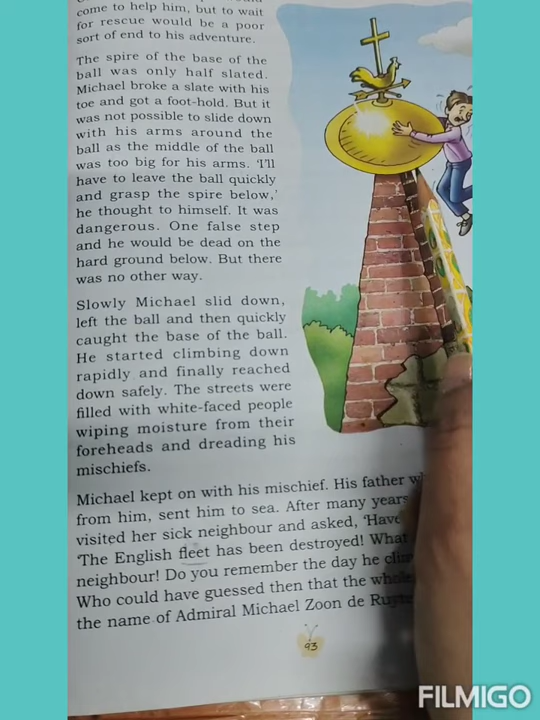 come to help him, but to wait
for rescue would be a poor
sort of end to his adventure.
The spire of the base of the
ball was only half slated.
Michael broke a slate with his
toe and got a foot-hold. But it
was not possible to slide down
with his arms around the
ball as the middle of the ball
was too big for his arms. 'I'll
have to leave the ball quickly
and grasp the spire below,'
he thought to himself. It was
dangerous. One false step
and he would be dead on the
hard ground below. But there
was no other way.
Slowly Michael slid down,
left the ball and then quickly
caught the base of the ball.
He started climbing down
rapidly and finally reached
down safely. The streets were
filled with white-faced people
wiping moisture from their
foreheads and dreading his
mischiefs.
Michael kept on with his mischief. His father
from him, sent him to sea. After many years
visited her sick neighbour and asked, 'Have
'The English fleet has been destroyed! What
neighbour! Do you remember the day he
Who could have guessed then that the
the name of Admiral Michael Zoon de
93
FILMIGO